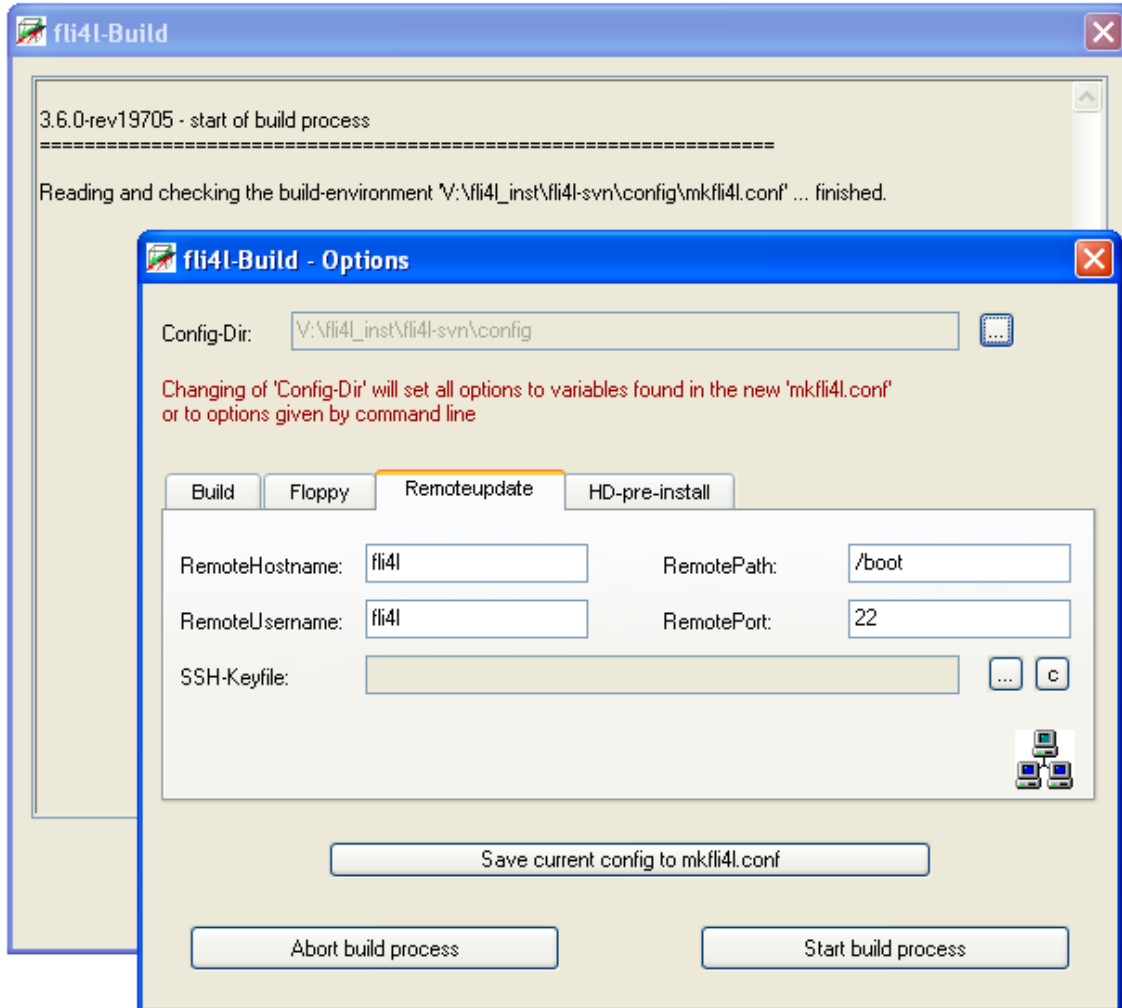 fli4l-Build
3.6.0-rev19705 - start of build process
==================================================================
Reading and checking the build-environment 'V:\fli4l_inst\fli4l-svn\config\mkfli4l.conf' ... finished.
fli4l-Build - Options
Config-Dir: V:\fli4l_inst\fli4l-svn\config ...
Changing of 'Config-Dir' will set all options to variables found in the new 'mkfli4l.conf'
or to options given by command line
Build Floppy Remoteupdate HD-pre-install
RemoteHostname: fli4l RemotePath: /boot
RemoteUsername: fli4l RemotePort: 22
SSH-Keyfile: ... c
Save current config to mkfli4l.conf
Abort build process Start build process